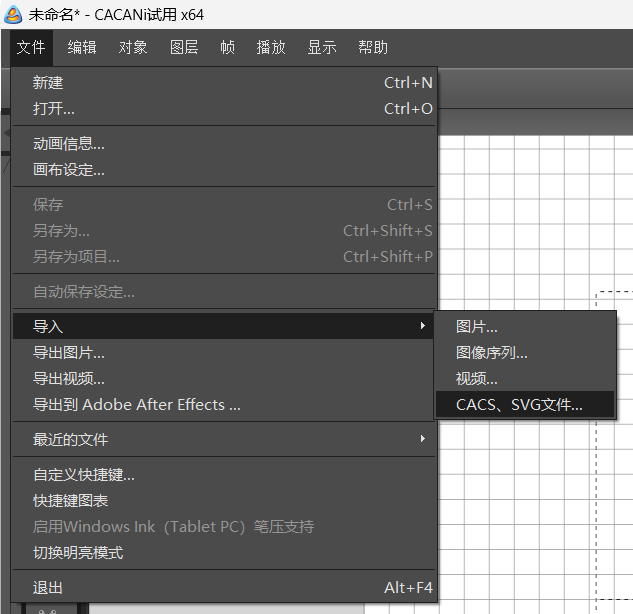 未命名* - CACANi试用 x64
文件 编辑 对象 图层 帧 播放 显示 帮助
新建 Ctrl+N
打开... Ctrl+O
动画信息...
画布设定...
保存 Ctrl+S
另存为... Ctrl+Shift+S
另存为项目... Ctrl+Shift+P
自动保存设定...
导入
导出图片...
导出视频...
导出到 Adobe After Effects ...
最近的文件
自定义快捷键...
快捷键图表
启用Windows Ink（Tablet PC）笔压支持
切换明亮模式
退出 Alt+F4
图片...
图像序列...
视频...
CACS、SVG文件...